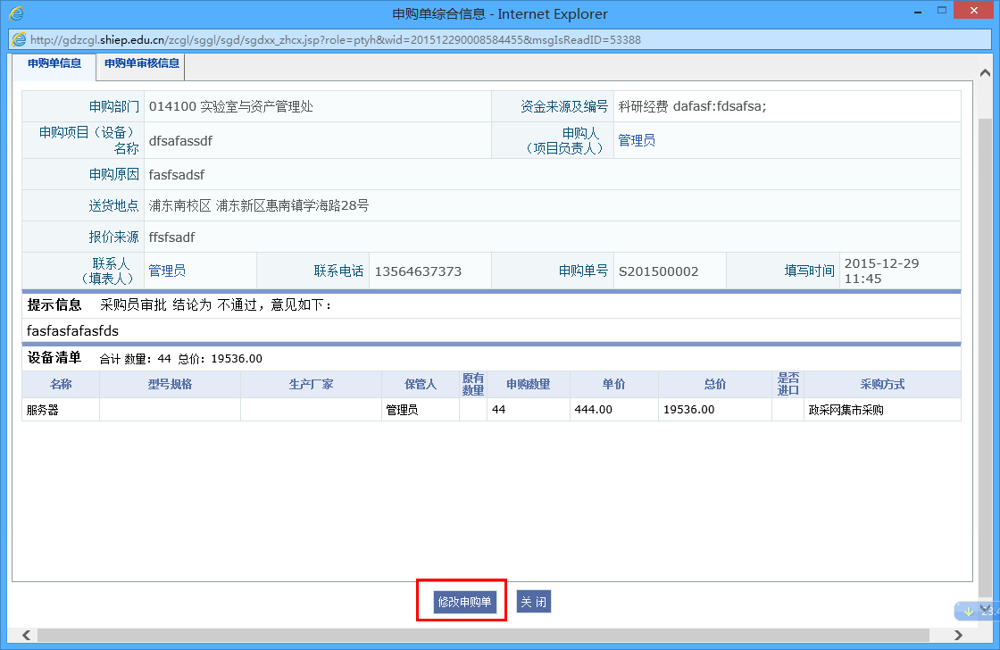 申购单综合信息 - Internet Explorer
http://gdzcgl.shiep.edu.cn/zcgl/sggl/sgd/sgdxx_zhcx.jsp?role=ptyh&wid=201512290008584455&msgIsReadID=53388
申购单信息 申购单审核信息
申购部门 014100 实验室与资产管理处 资金来源及编号 科研经费 dafasf:fdsafsa;
申购项目（设备）
名称
dfsafassdf
申购人
（项目负责人）
管理员
申购原因 fasfsadsf
送货地点 浦东南校区 浦东新区惠南镇学海路28号
报价来源 ffsfsadf
联系人
（填表人）
管理员 联系电话 13564637373 申购单号 S201500002 填写时间
2015-12-29
11:45
提示信息 采购员审批 结论为 不通过，意见如下：
fasfasfafasfds
设备清单 合计 数量：44 总价：19536.00
名称 型号规格 生产厂家 保管人
原有
数量
申购数量 单价 总价
是否
进口
采购方式
服务器 管理员 44 444.00 19536.00 政采网集市采购
修改申购单 关 闭